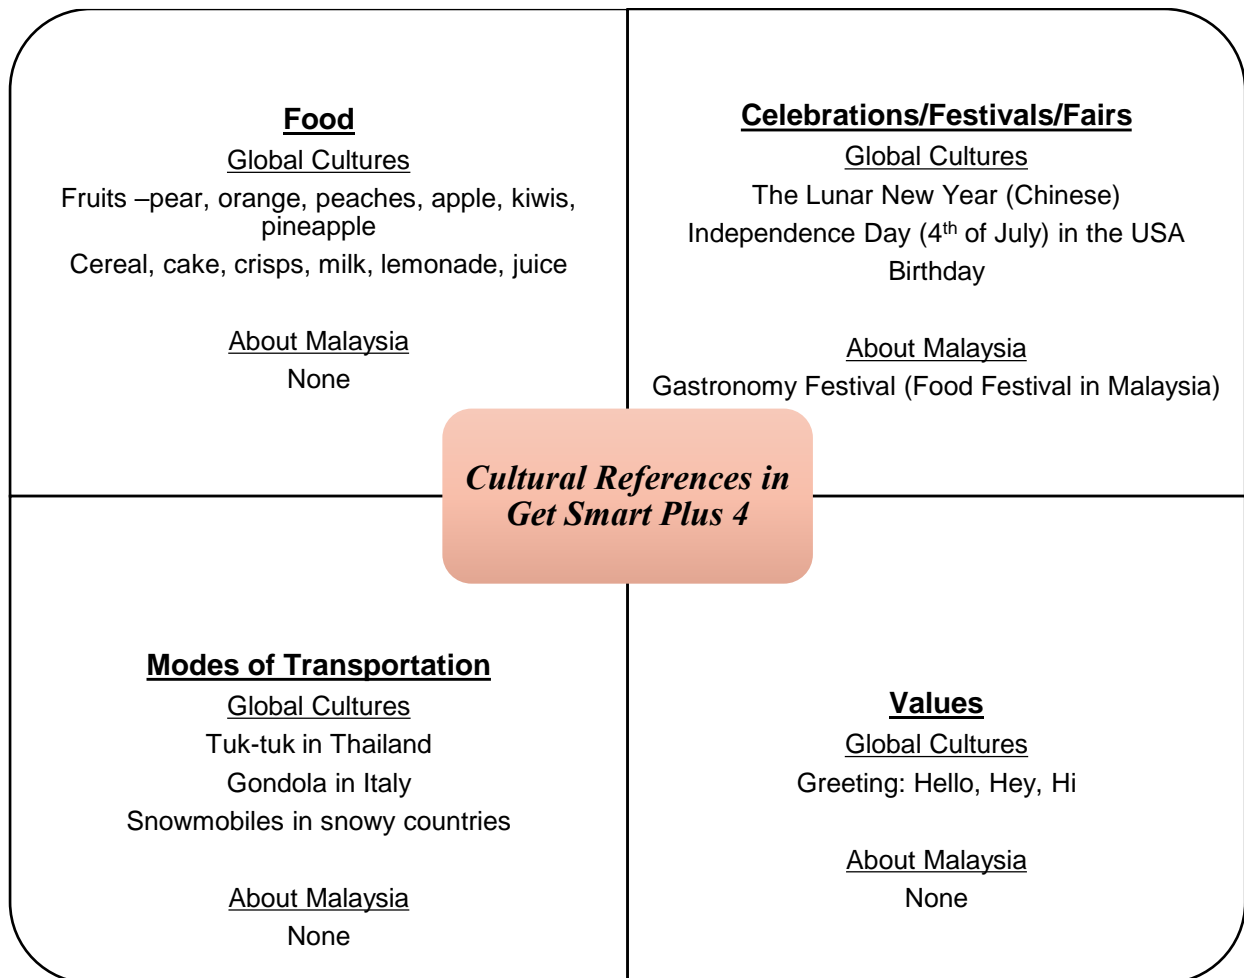 Food
Global Cultures
Fruits –pear, orange, peaches, apple, kiwis,
pineapple
Cereal, cake, crisps, milk, lemonade, juice
About Malaysia
None
Celebrations/Festivals/Fairs
Global Cultures
The Lunar New Year (Chinese)
Independence Day (4th of July) in the USA
Birthday
About Malaysia
Gastronomy Festival (Food Festival in Malaysia)
Cultural References in
Get Smart Plus 4
Modes of Transportation
Global Cultures
Tuk-tuk in Thailand
Gondola in Italy
Snowmobiles in snowy countries
About Malaysia
None
Values
Global Cultures
Greeting: Hello, Hey, Hi
About Malaysia
None